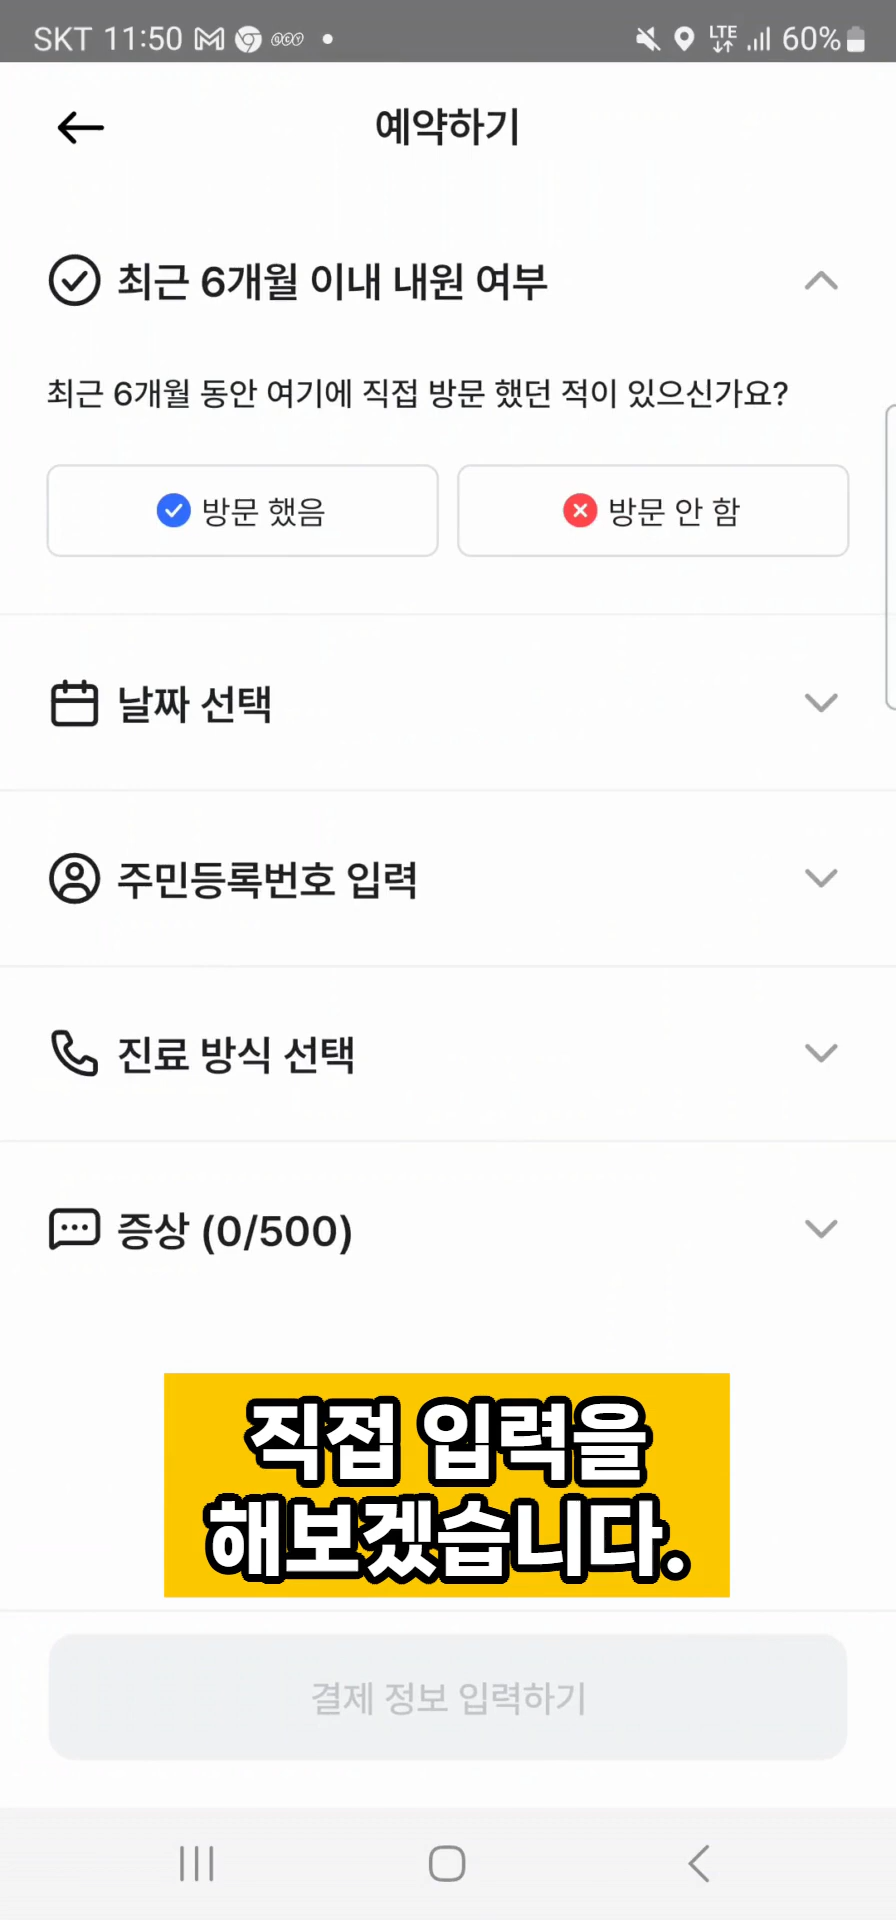 SKT 11:50
LTE
60%
예약하기
최근 6개월 이내 내원 여부
최근 6개월 동안 여기에 직접 방문 했던 적이 있으신가요?
방문 했음
방문 안 함
날짜 선택
주민등록번호 입력
진료 방식 선택
증상 (0/500)
직접 입력을
해보겠습니다.
결제 정보 입력하기